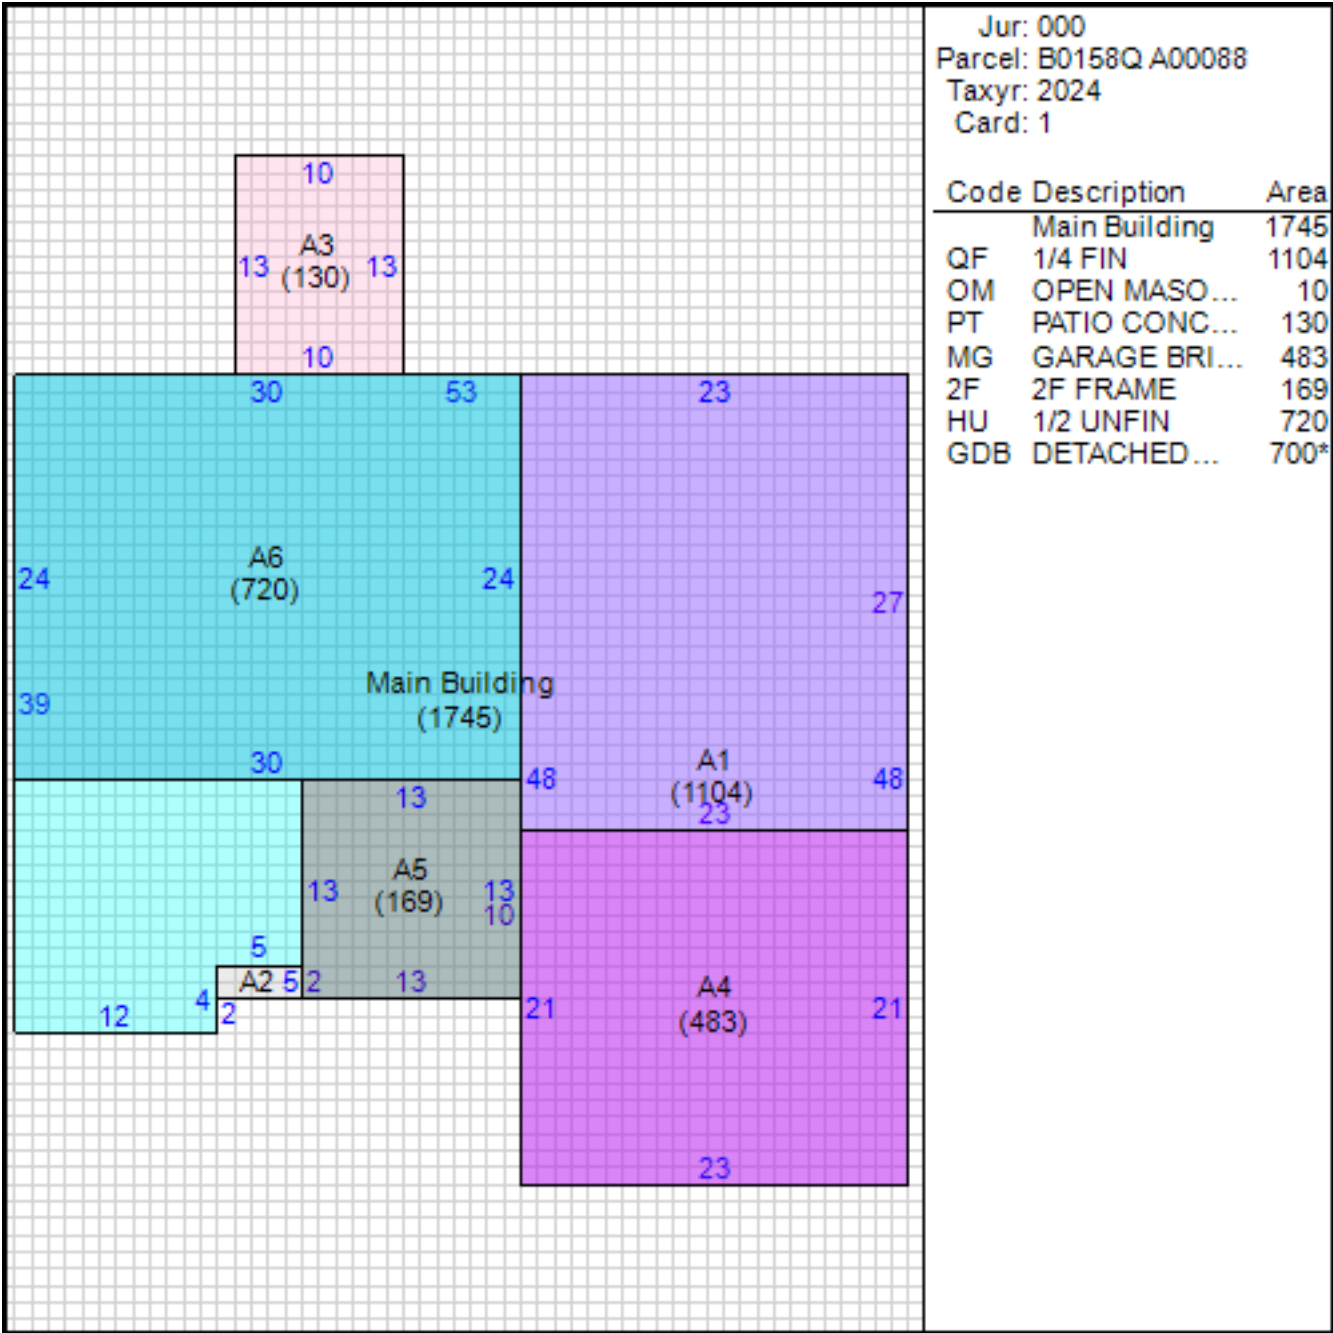 Jur: 000
Parcel: B0158Q A00088
Taxyr: 2024
Card: 1
Code Description Area
Main Building 1745
QF 1/4 FIN 1104
OM OPEN MASO... 10
PT PATIO CONC... 130
MG GARAGE BRI... 483
2F 2F FRAME 169
HU 1/2 UNFIN 720
GDB DETACHED... 700*
10
A3
13 (130) 13
10
30 53 23
A6
24 (720) 24
27
Main Building
39 (1745)
30
A1
48 (1104) 48
13 23
A5
13 (169) 13
10
5
A2 5 2 13
4 2
12
A4
21 (483) 21
23